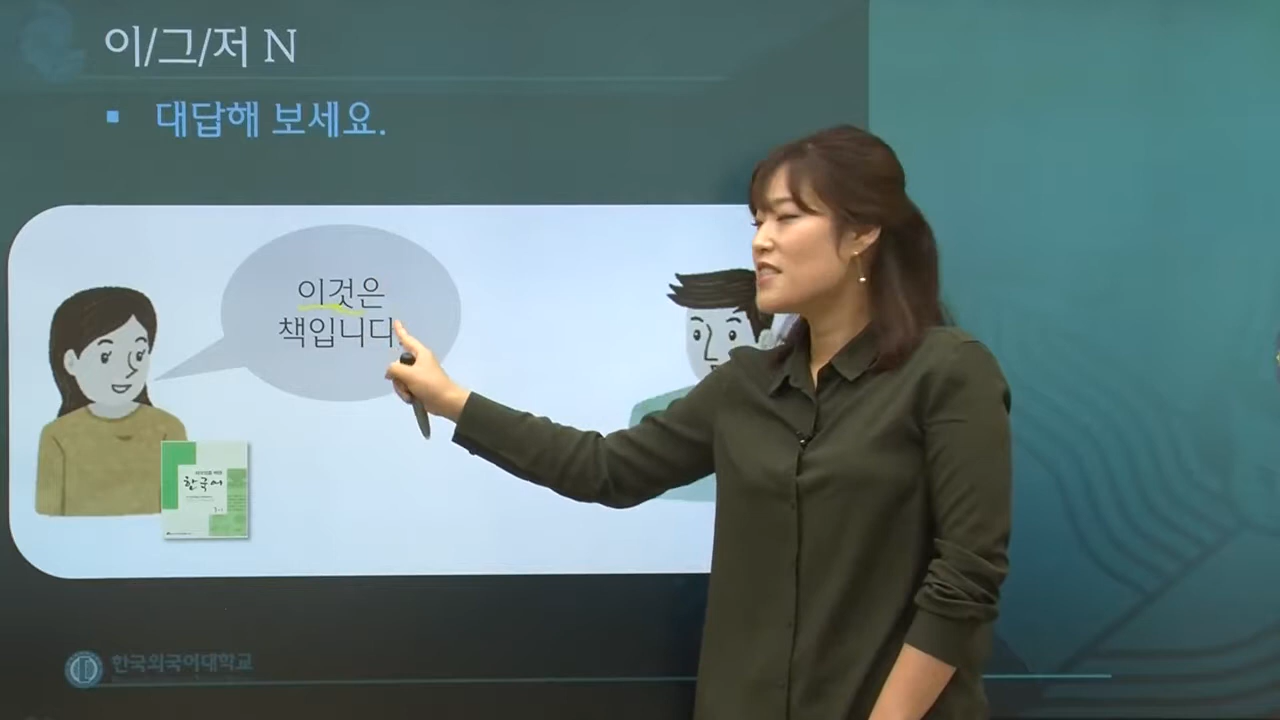 이/그/저 N
▪ 대답해 보세요.
이것은
책입니다.
한국어
한국외국어대학교